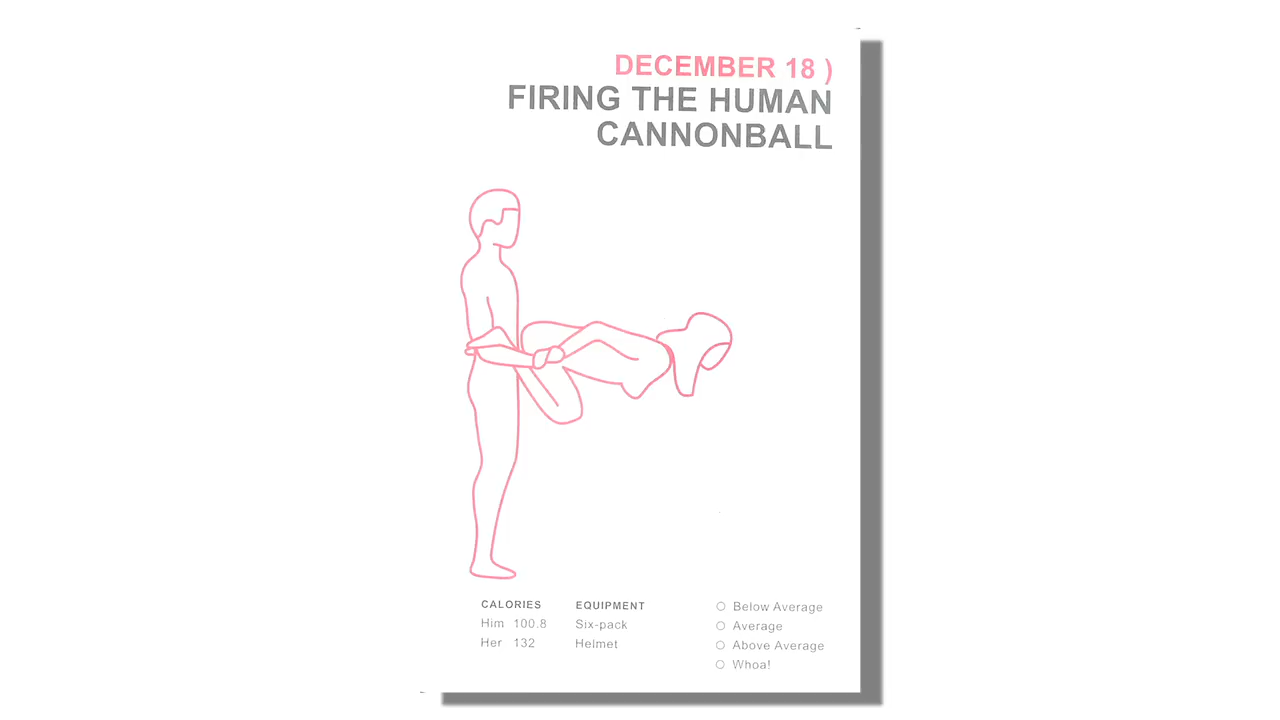 DECEMBER 18 )
FIRING THE HUMAN
CANNONBALL
CALORIES
Him 100.8
Her 132
EQUIPMENT
Six-pack
Helmet
Below Average
Average
Above Average
Whoa!